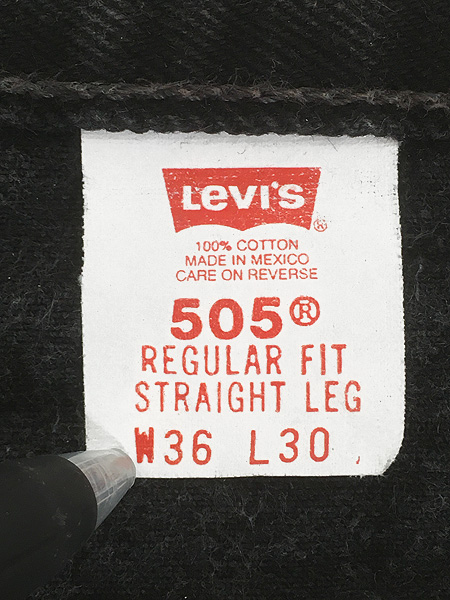 Levi's ®
100% COTTON
MADE IN MEXICO
CARE ON REVERSE
505®
REGULAR FIT
STRAIGHT LEG
W36 L30